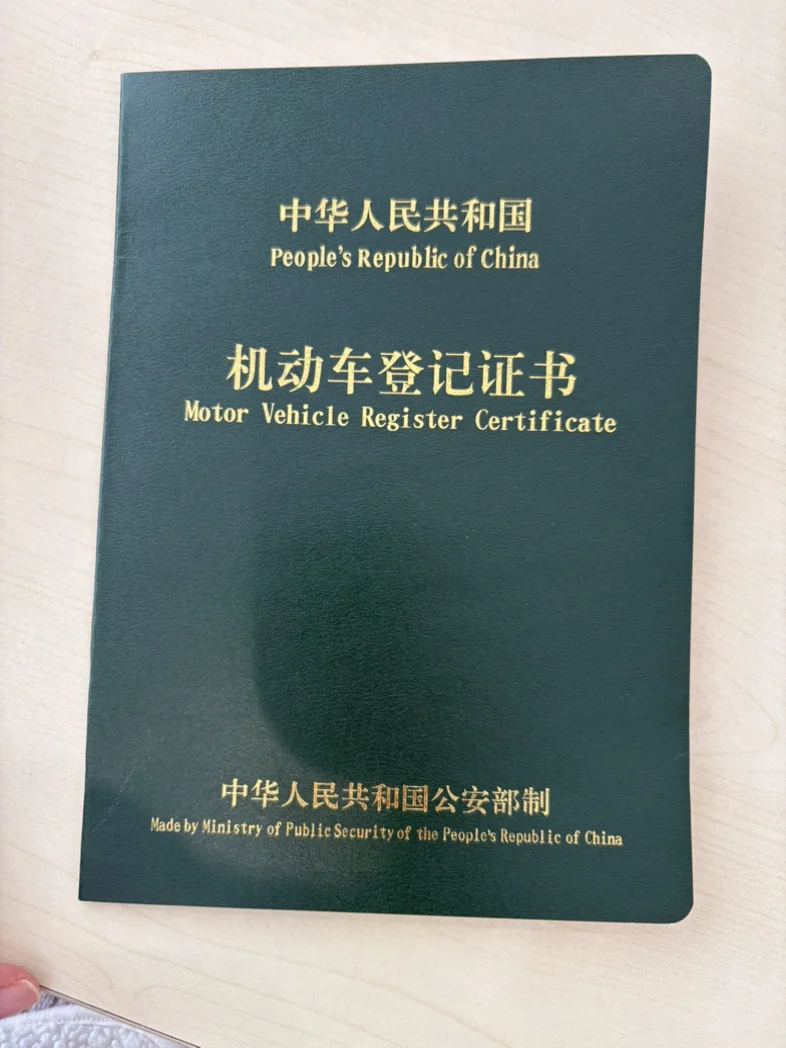 中华人民共和国
People's Republic of China
机动车登记证书
Motor Vehicle Register Certificate
中华人民共和国公安部制
Made by Ministry of Public Security of the People's Republic of China